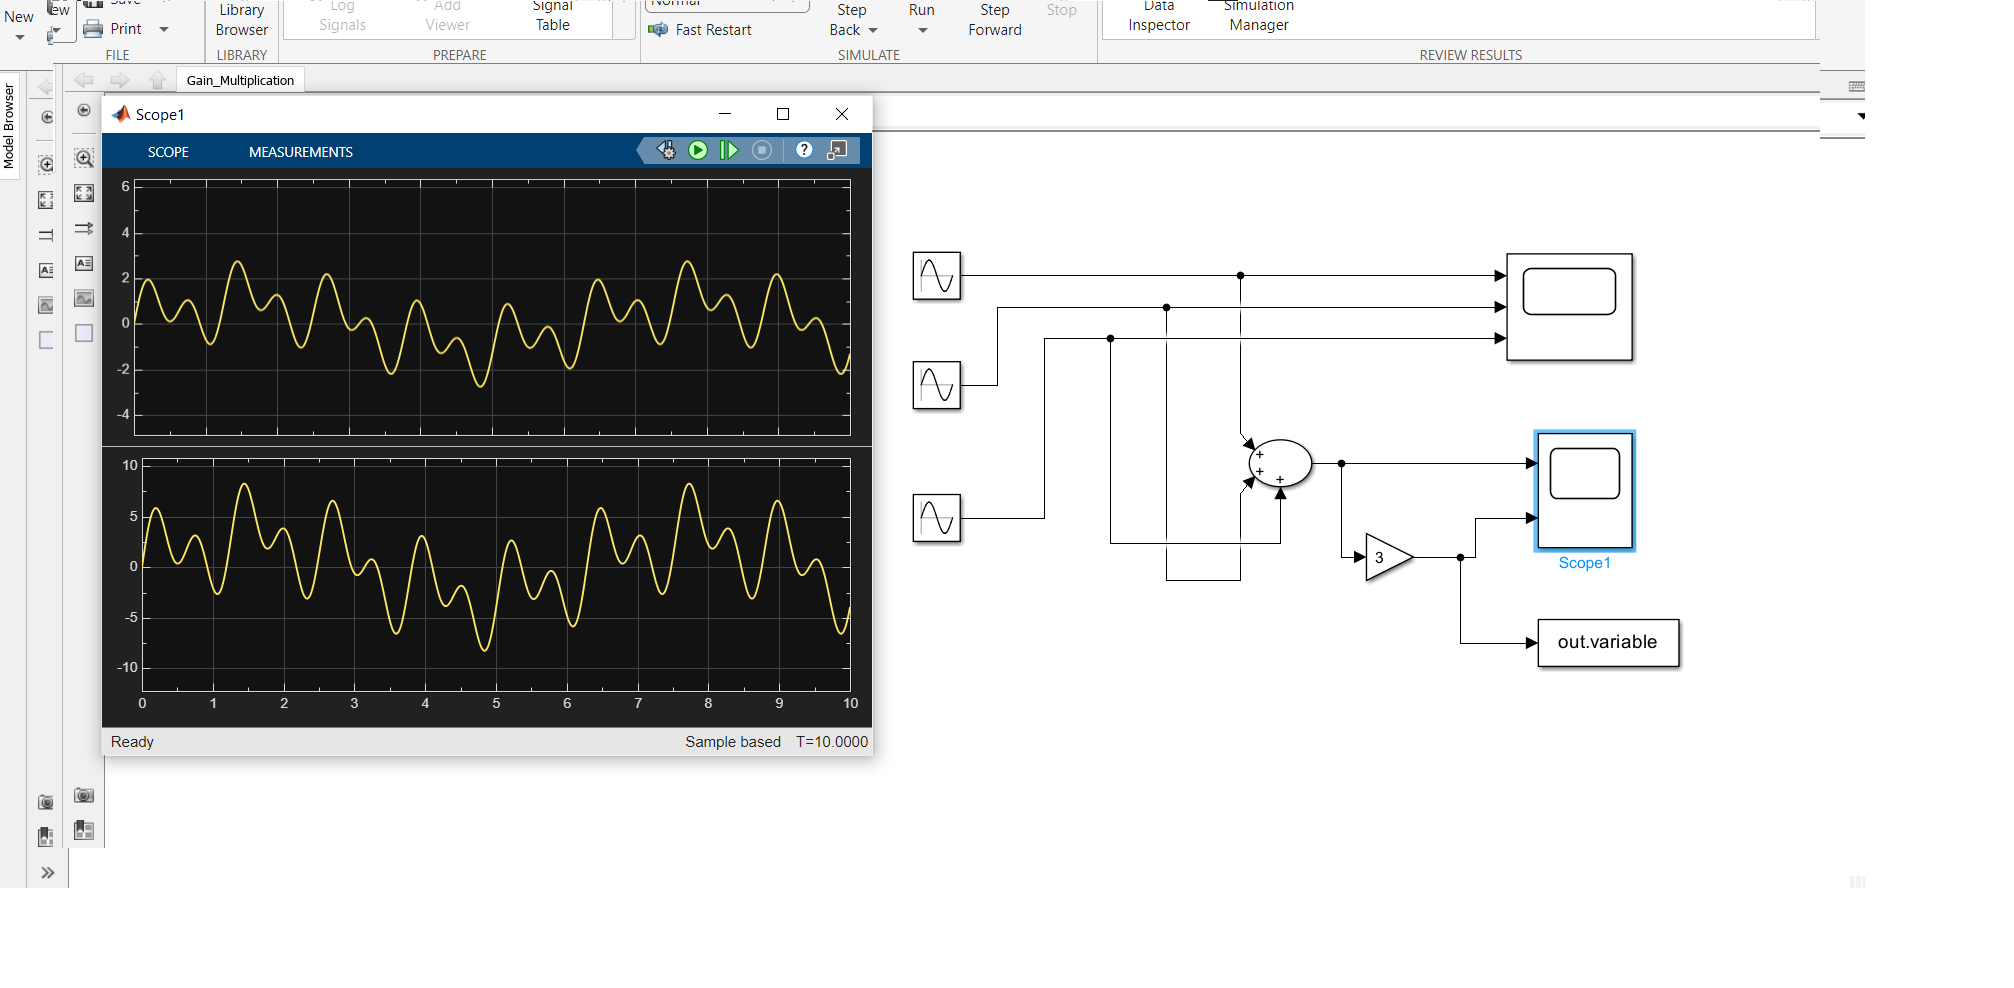 New
ew
Save
Print
FILE
Library
Browser
LIBRARY
Log
Signals
Add
Viewer
Signal
Table
PREPARE
Normal
Fast Restart
Step
Back
Run
Step
Forward
Stop
SIMULATE
Data
Inspector
Simulation
Manager
REVIEW RESULTS
Model Browser
Gain_Multiplication
Scope1
SCOPE MEASUREMENTS
6
4
2
0
-2
-4
10
5
0
-5
-10
0 1 2 3 4 5 6 7 8 9 10
Ready Sample based T=10.0000
+
+
+
3
Scope1
out.variable